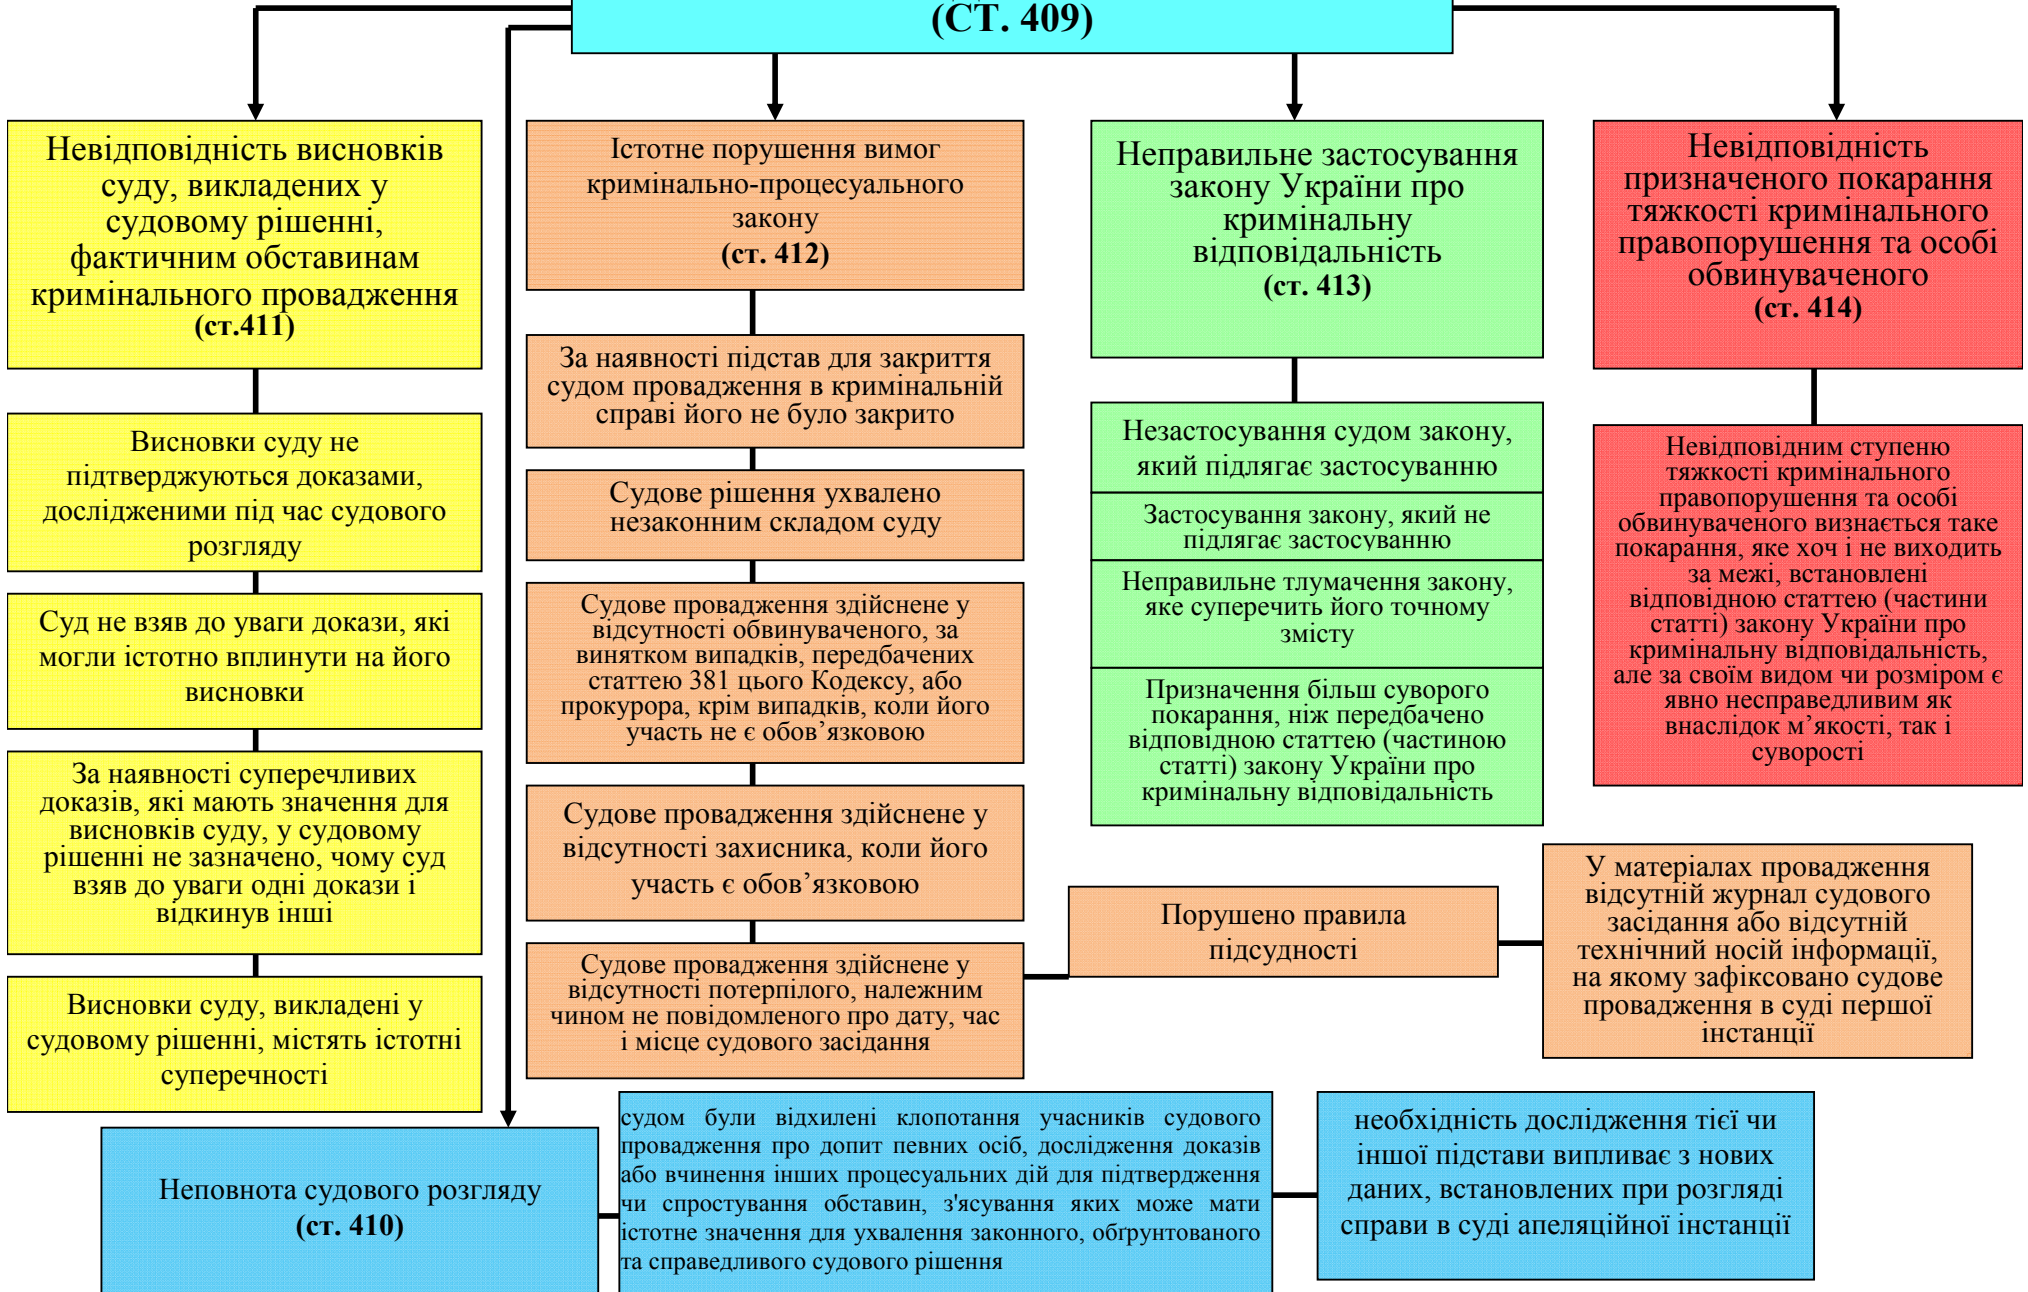 (СТ. 409)
Невідповідність висновків
суду, викладених у
судовому рішенні,
фактичним обставинам
кримінального провадження
(ст.411)
Висновки суду не
підтверджуються доказами,
дослідженими під час судового
розгляду
Суд не взяв до уваги докази, які
могли істотно вплинути на його
висновки
За наявності суперечливих
доказів, які мають значення для
висновків суду, у судовому
рішенні не зазначено, чому суд
взяв до уваги одні докази і
відкинув інші
Висновки суду, викладені у
судовому рішенні, містять істотні
суперечності
Істотне порушення вимог
кримінально-процесуального
закону
(ст. 412)
За наявності підстав для закриття
судом провадження в кримінальній
справі його не було закрито
Судове рішення ухвалено
незаконним складом суду
Судове провадження здійснене у
відсутності обвинуваченого, за
винятком випадків, передбачених
статтею 381 цього Кодексу, або
прокурора, крім випадків, коли його
участь не є обов’язковою
Судове провадження здійснене у
відсутності захисника, коли його
участь є обов’язковою
Судове провадження здійснене у
відсутності потерпілого, належним
чином не повідомленого про дату, час
і місце судового засідання
Порушено правила
підсудності
У матеріалах провадження
відсутній журнал судового
засідання або відсутній
технічний носій інформації,
на якому зафіксовано судове
провадження в суді першої
інстанції
Неправильне застосування
закону України про
кримінальну
відповідальність
(ст. 413)
Незастосування судом закону,
який підлягає застосуванню
Застосування закону, який не
підлягає застосуванню
Неправильне тлумачення закону,
яке суперечить його точному
змісту
Призначення більш суворого
покарання, ніж передбачено
відповідною статтею (частиною
статті) закону України про
кримінальну відповідальність
Невідповідність
призначеного покарання
тяжкості кримінального
правопорушення та особі
обвинуваченого
(ст. 414)
Невідповідним ступеню
тяжкості кримінального
правопорушення та особі
обвинуваченого визнається таке
покарання, яке хоч і не виходить
за межі, встановлені
відповідною статтею (частини
статті) закону України про
кримінальну відповідальність,
але за своїм видом чи розміром є
явно несправедливим як
внаслідок м’якості, так і
суворості
Неповнота судового розгляду
(ст. 410)
судом були відхилені клопотання учасників судового
провадження про допит певних осіб, дослідження доказів
або вчинення інших процесуальних дій для підтвердження
чи спростування обставин, з'ясування яких може мати
істотне значення для ухвалення законного, обґрунтованого
та справедливого судового рішення
необхідність дослідження тієї чи
іншої підстави випливає з нових
даних, встановлених при розгляді
справи в суді апеляційної інстанції